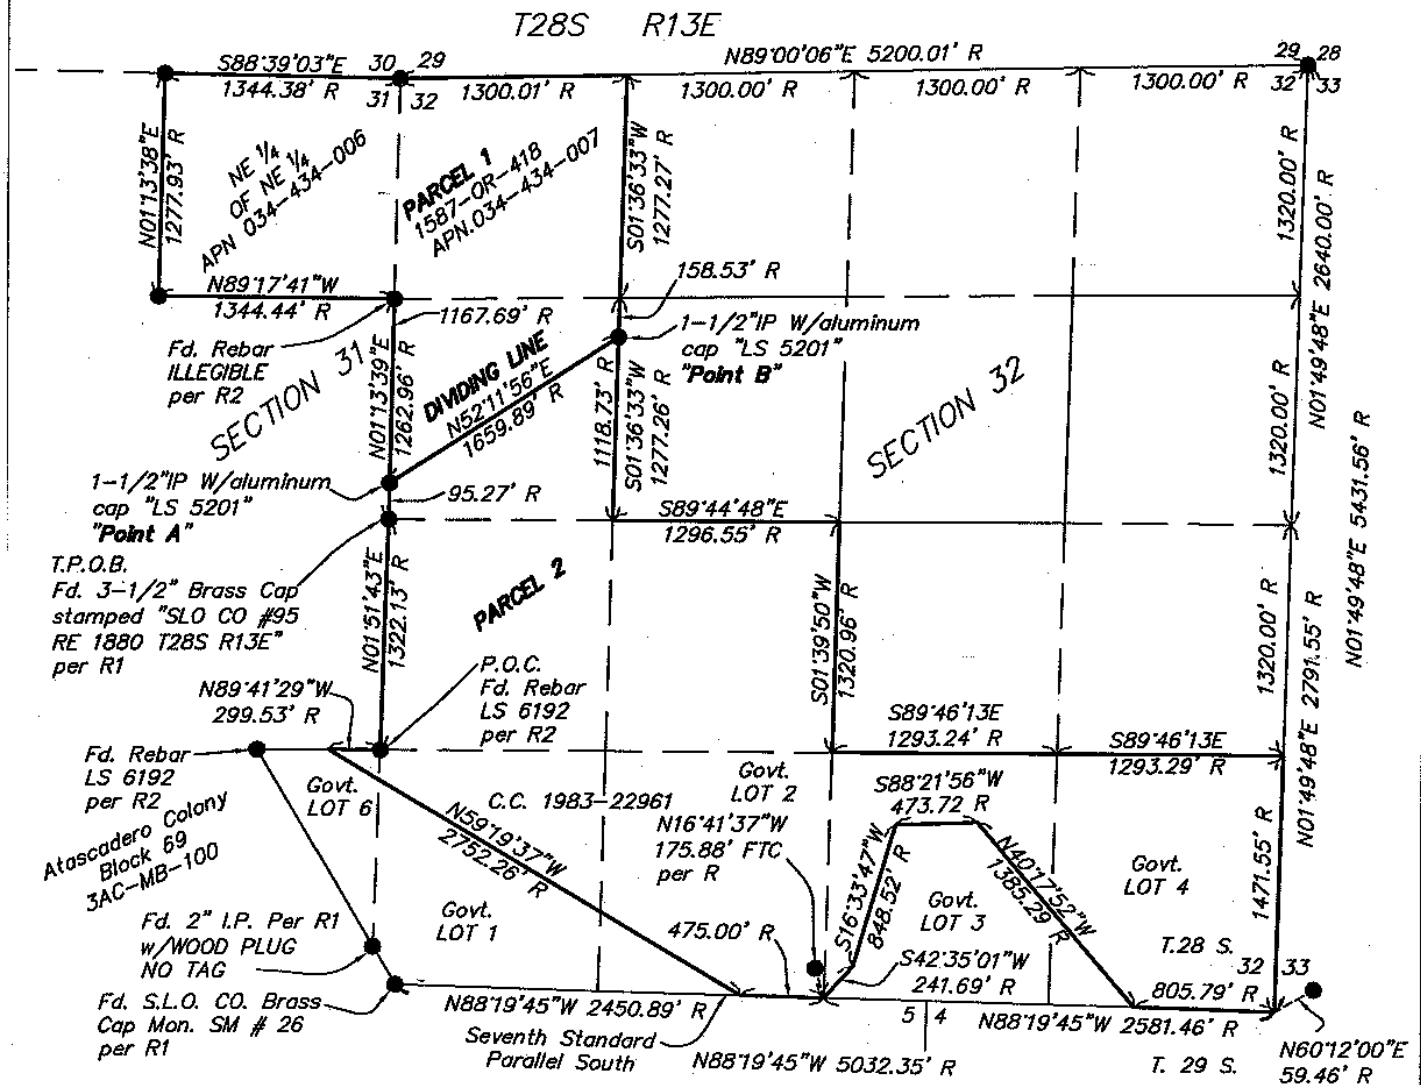 T28S R13E
S88°39'03"E
1344.38' R
30 29
31 32
1300.01' R
N89°00'06"E 5200.01' R
1300.00' R
1300.00' R
1300.00' R
29 28
32 33
N01°13'38"E
1277.93' R
NE 1/4
OF NE 1/4
APN 034-434-006
PARCEL 1
1587-OR-418
APN.034-434-007
S01°36'33"W
1277.27' R
1320.00' R
N01°49'48"E 2640.00' R
N89°17'41"W
1344.44' R
158.53' R
1167.69' R
1-1/2"IP W/aluminum
cap "LS 5201"
"Point B"
Fd. Rebar
ILLEGIBLE
per R2
SECTION 31
N01°13'39"E
1262.96' R
DIVIDING LINE
N52°11'56"E
1659.89' R
1118.73' R
S01°36'33"W
1277.26' R
SECTION 32
1320.00' R
N01°49'48"E 5431.56' R
1-1/2"IP W/aluminum
cap "LS 5201"
"Point A"
95.27' R
S89°44'48"E
1296.55' R
T.P.O.B.
Fd. 3-1/2" Brass Cap
stamped "SLO CO #95
RE 1880 T28S R13E"
per R1
N01°51'43"E
1322.13' R
PARCEL 2
S01°39'50"W
1320.96' R
1320.00' R
N01°49'48"E 2791.55' R
N89°41'29"W
299.53' R
P.O.C.
Fd. Rebar
LS 6192
per R2
S89°46'13E
1293.24' R
S89°46'13E
1293.29' R
Fd. Rebar
LS 6192
per R2
Govt.
LOT 6
C.C. 1983-22961
Govt.
LOT 2
S88°21'56"W
473.72 R
Atascadero Colony
Block 69
3AC-MB-100
N59°19'37"W
2752.26' R
N16°41'37"W
175.88' FTC
per R
S16°33'47"W
848.52' R
N40°17'52"W
1385.29 R
Govt.
LOT 3
Govt.
LOT 4
1471.55' R
Fd. 2" I.P. Per R1
w/WOOD PLUG
NO TAG
Govt.
LOT 1
475.00' R
S42°35'01"W
241.69' R
T.28 S.
32 33
805.79' R
Fd. S.L.O. CO. Brass
Cap Mon. SM # 26
per R1
N88°19'45"W 2450.89' R
5 4
N88°19'45"W 2581.46' R
Seventh Standard
Parallel South
N88°19'45"W 5032.35' R
T. 29 S.
N60°12'00"E
59.46' R